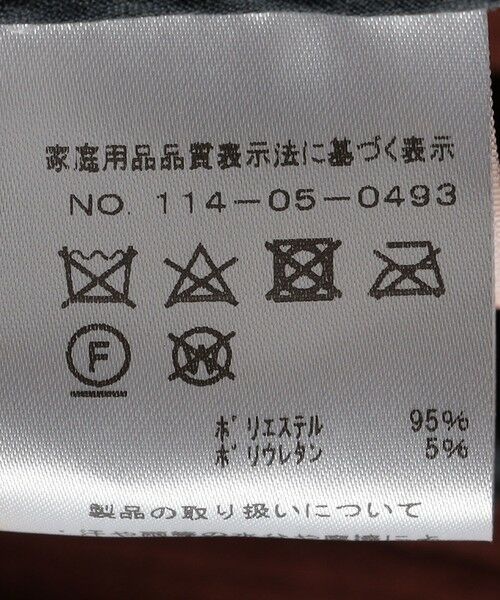 家庭用品品質表示法に基づく表示
NO. 114-05-0493
F W
ポリエステル 95%
ポリウレタン 5%
製品の取り扱いについて